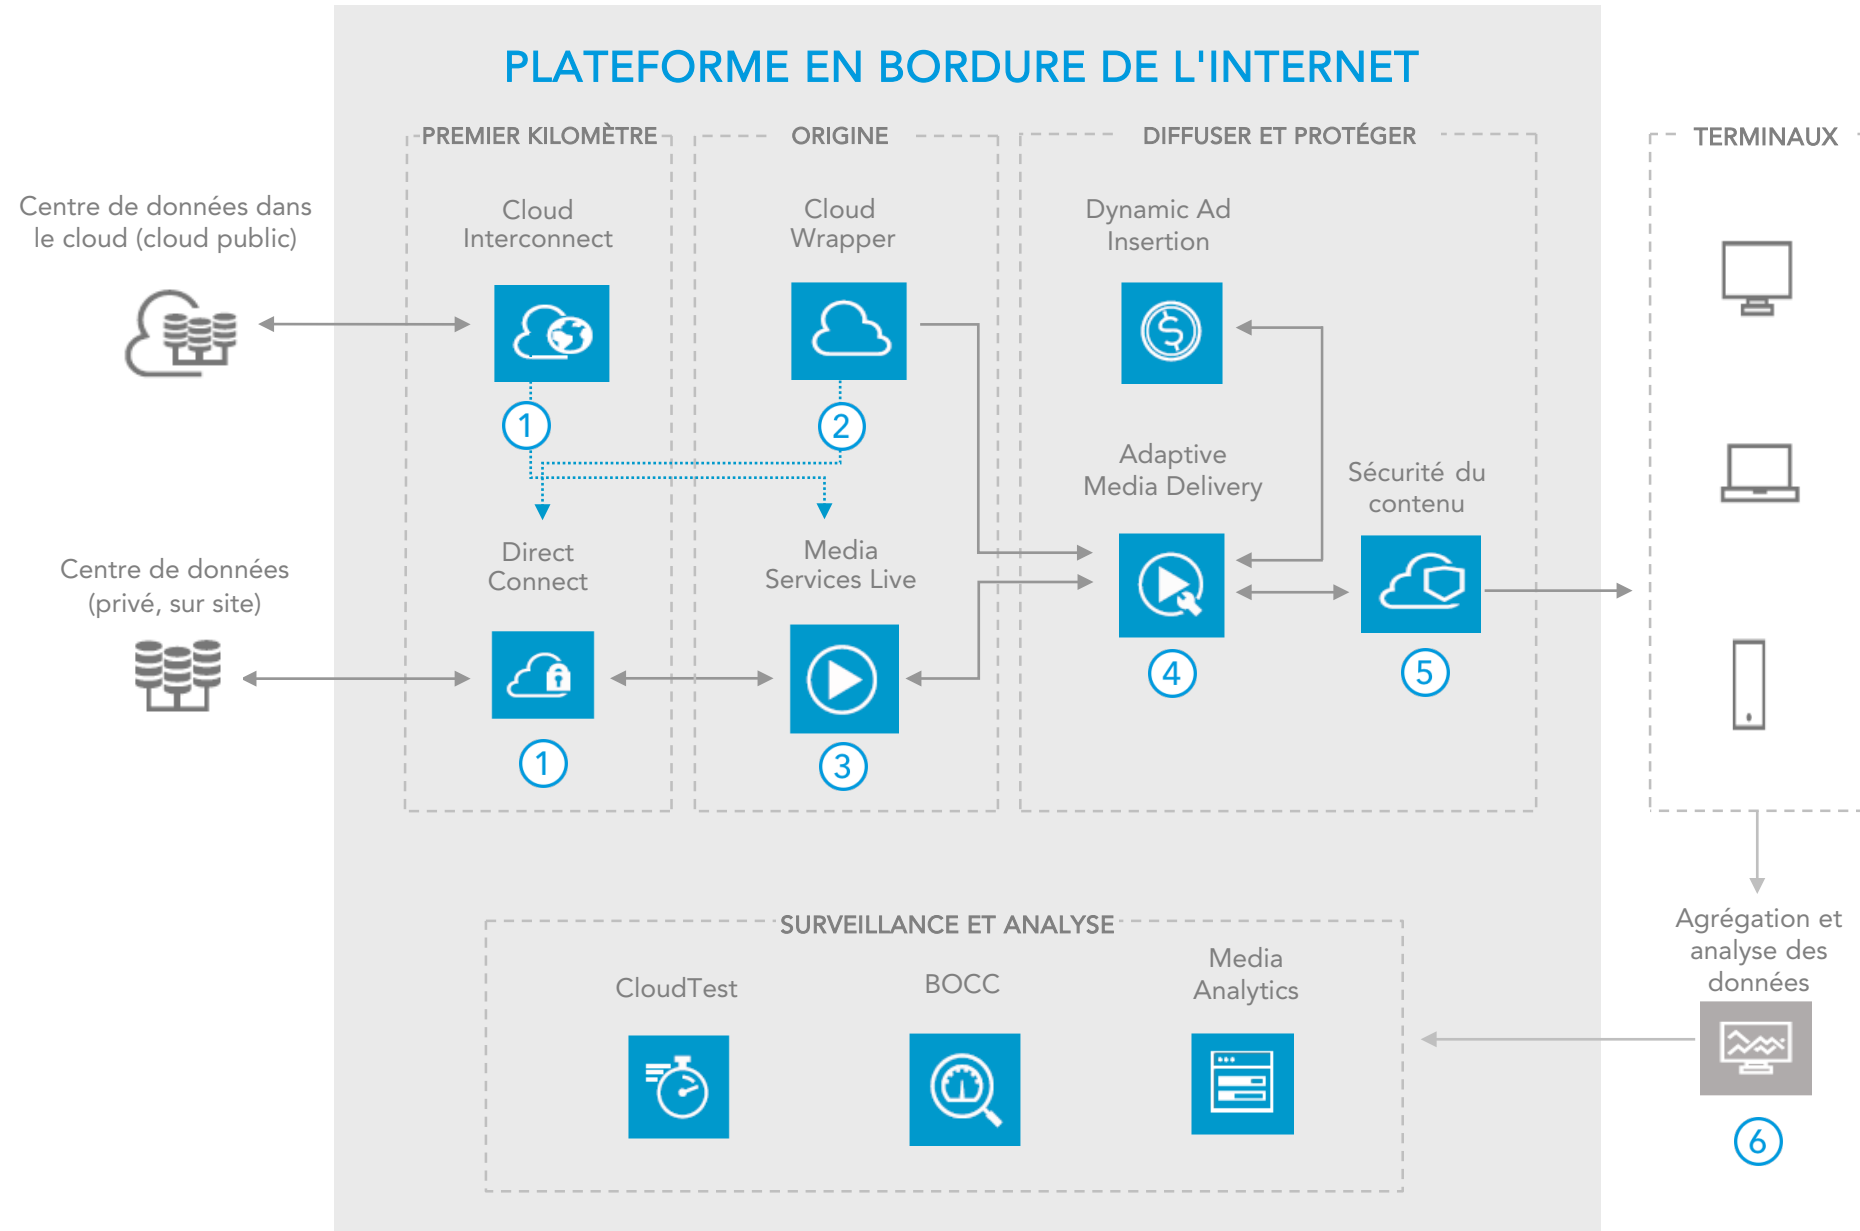 PLATEFORME EN BORDURE DE L'INTERNET
PREMIER KILOMÈTRE
ORIGINE
DIFFUSER ET PROTÉGER
TERMINAUX
Centre de données dans
le cloud (cloud public)
Cloud
Interconnect
Cloud
Wrapper
Dynamic Ad
Insertion
1
2
Adaptive
Media Delivery
Sécurité du
contenu
Centre de données
(privé, sur site)
Direct
Connect
Media
Services Live
4
5
1
3
SURVEILLANCE ET ANALYSE
CloudTest
BOCC
Media
Analytics
Agrégation et
analyse des
données
6